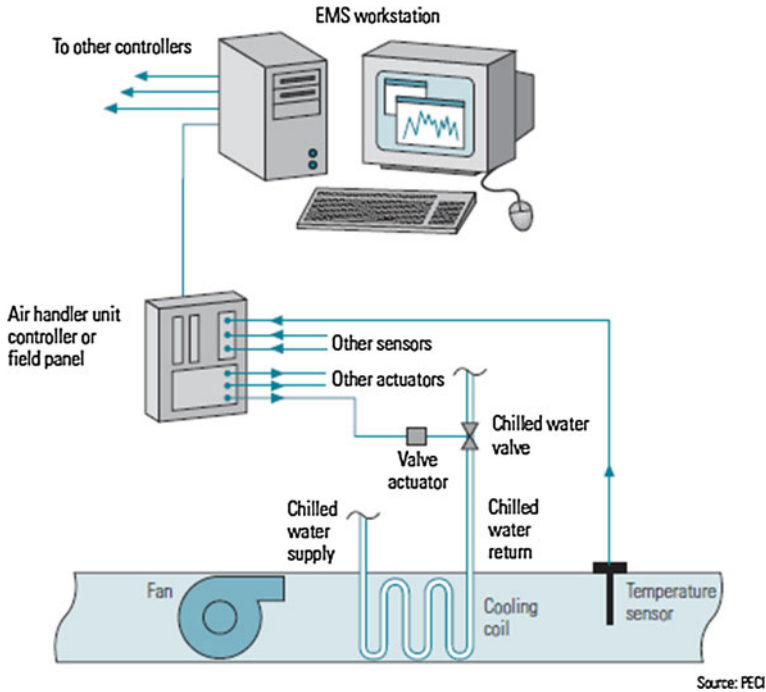 EMS workstation
To other controllers
Air handler unit
controller or
field panel
Other sensors
Other actuators
Chilled water
valve
Valve
actuator
Chilled
water
supply
Chilled
water
return
Fan
Cooling
coil
Temperature
sensor
Source: PECI